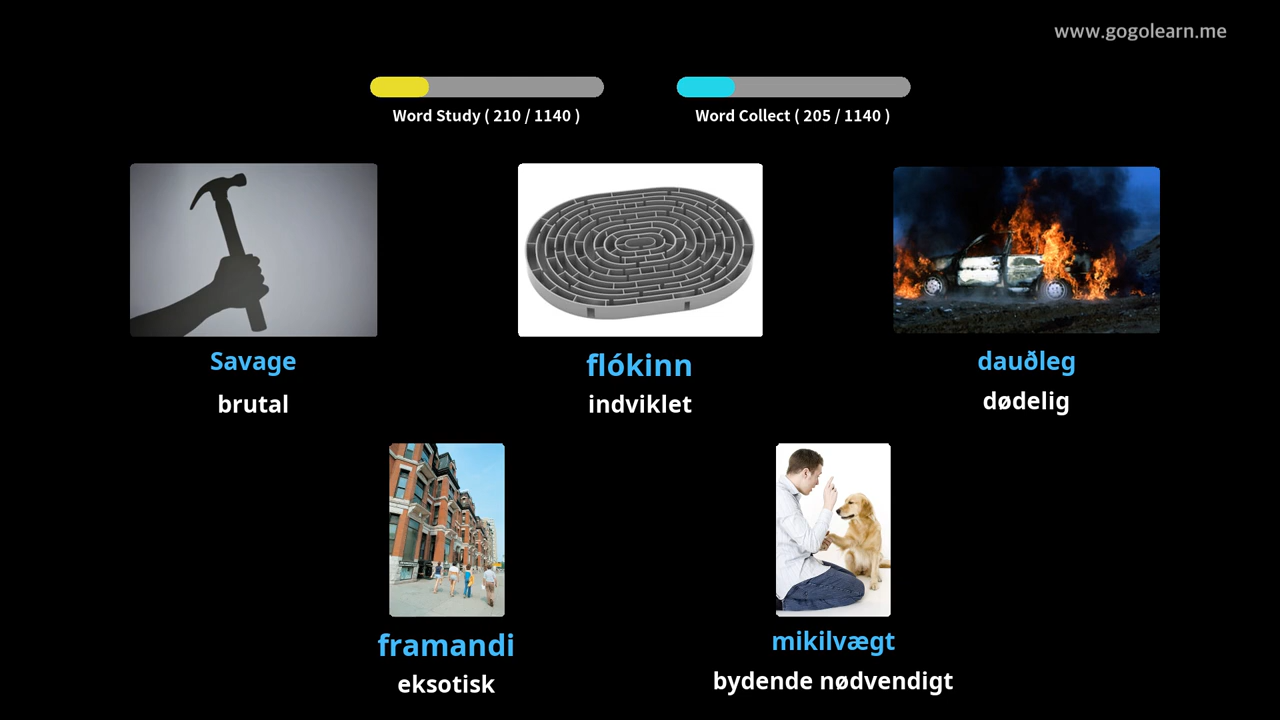 www.gogolearn.me
Word Study ( 210 / 1140 )
Word Collect ( 205 / 1140 )
Savage
brutal
flókinn
indviklet
dauðleg
dødelig
framandi
eksotisk
mikilvægt
bydende nødvendigt